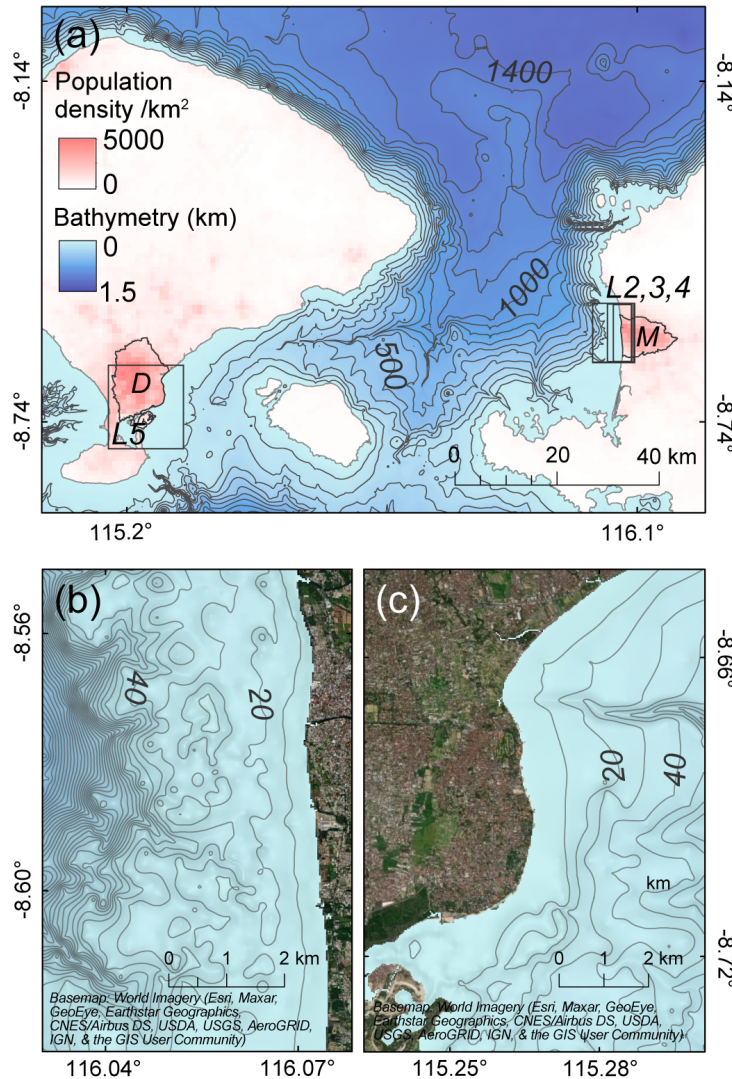 (a)
Population
density /km²
5000
0
Bathymetry (km)
0
1.5
1400
1000
500
L2,3,4
M
D
L5
0 20 40 km
-8.14°
-8.74°
-8.14°
-8.74°
115.2°
116.1°
(b)
40
20
-8.56°
-8.60°
0 1 2 km
Basemap: World Imagery (Esri, Maxar,
GeoEye, Earthstar Geographics,
CNES/Airbus DS, USDA, USGS, AeroGRID,
IGN, & the GIS User Community)
116.04
116.07
(c)
20
40
km
-8.66°
-8.72°
0 1 2 km
Basemap: World Imagery (Esri, Maxar, GeoEye,
Earthstar Geographics, CNES/Airbus DS, USDA,
USGS, AeroGRID, IGN, & the GIS User Community)
115.25°
115.28°